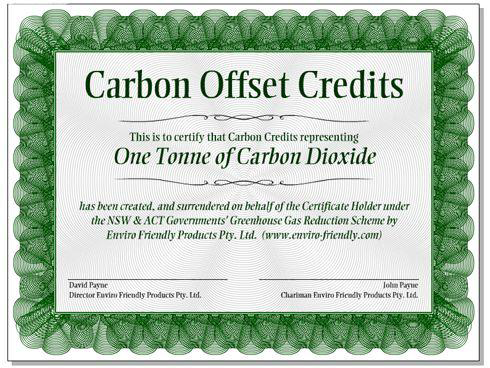 Carbon Offset Credits
This is to certify that Carbon Credits representing
One Tonne of Carbon Dioxide
has been created, and surrendered on behalf of the Certificate Holder under
the NSW & ACT Governments' Greenhouse Gas Reduction Scheme by
Enviro Friendly Products Pty. Ltd. (www.enviro-friendly.com)
David Payne
Director Enviro Friendly Products Pty. Ltd.
John Payne
Chariman Enviro Friendly Products Pty. Ltd.